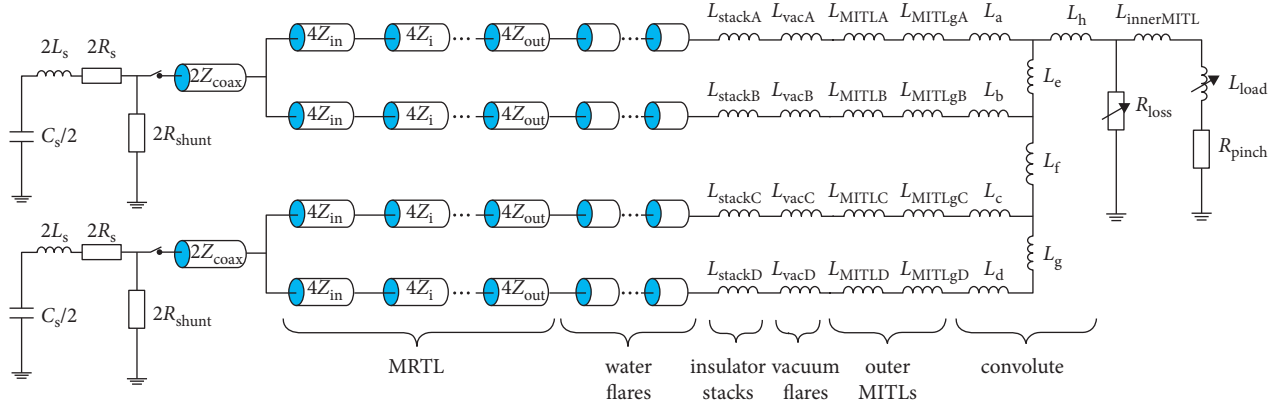 L_stackA L_vacA L_MITLA L_MITLgA L_a L_h L_innerMITL
4Z_in 4Z_i ... 4Z_out ...
2L_s 2R_s
2Z_coax
L_e
L_load
L_stackB L_vacB L_MITLB L_MITLgB L_b
R_loss
4Z_in 4Z_i ... 4Z_out ...
C_s/2 2R_shunt
R_pinch
L_f
L_stackC L_vacC L_MITLC L_MITLgC L_c
4Z_in 4Z_i ... 4Z_out ...
2L_s 2R_s
2Z_coax
L_g
L_stackD L_vacD L_MITLD L_MITLgD L_d
4Z_in 4Z_i ... 4Z_out ...
C_s/2 2R_shunt
MRTL water insulator vacuum outer convolute
flares stacks flares MITLs